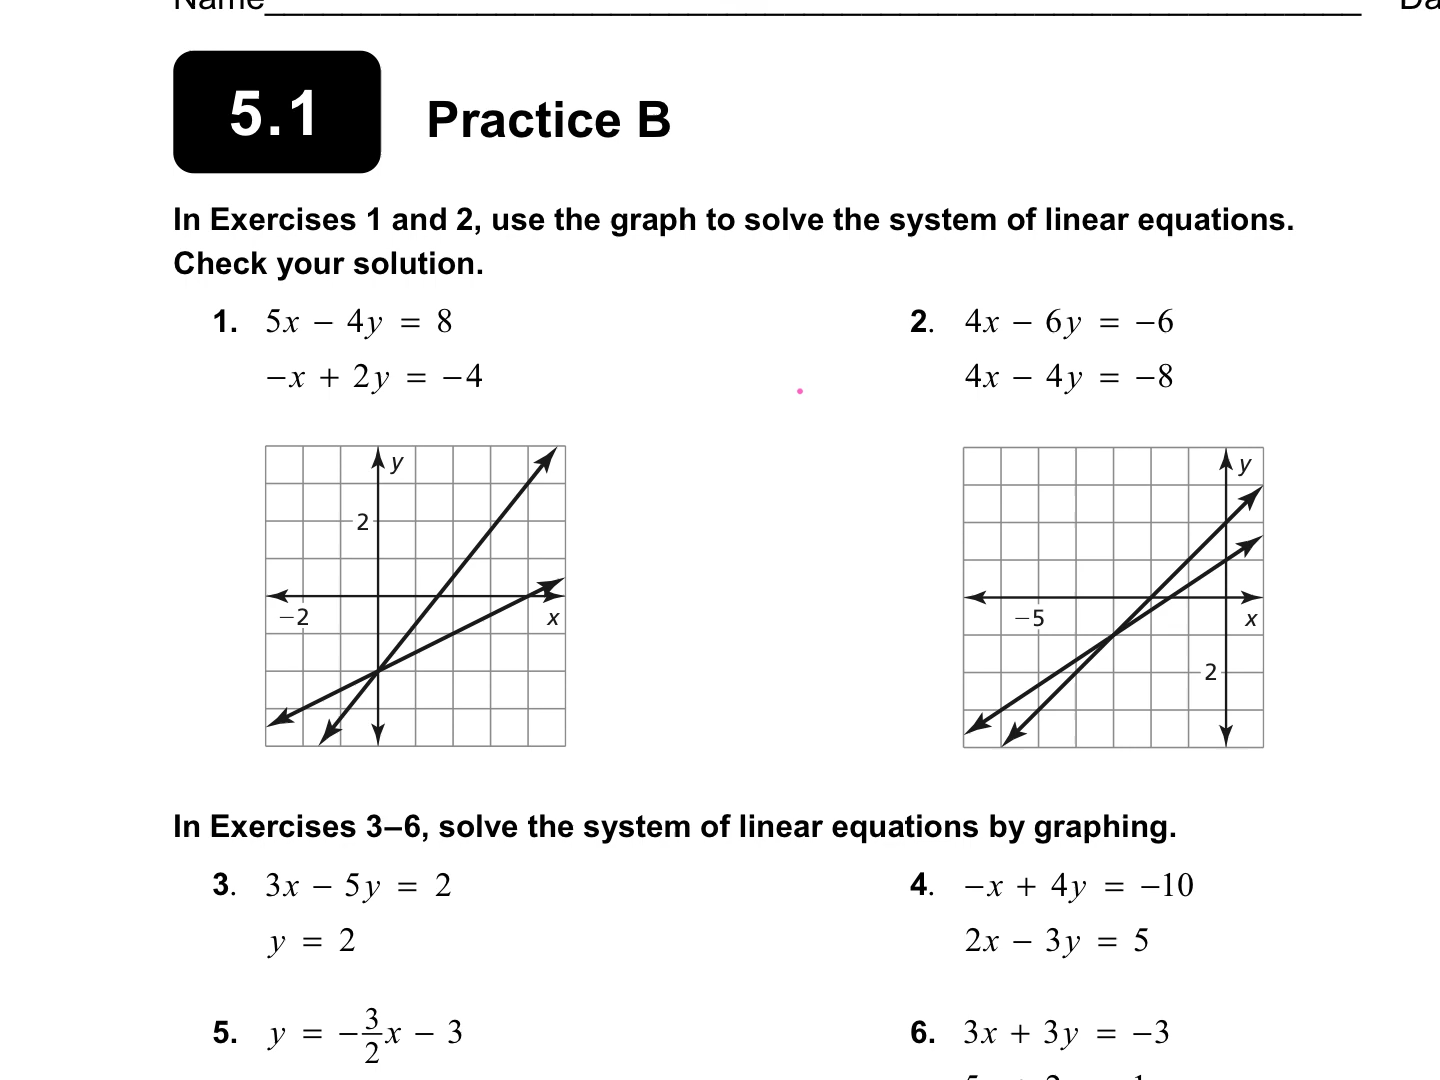 Name
5.1 Practice B
In Exercises 1 and 2, use the graph to solve the system of linear equations.
Check your solution.
1. 5x − 4y = 8
−x + 2y = −4
2. 4x − 6y = −6
4x − 4y = −8
y
2
−2
x
y
−5
x
2
In Exercises 3–6, solve the system of linear equations by graphing.
3. 3x − 5y = 2
y = 2
4. −x + 4y = −10
2x − 3y = 5
5. y = −3/2x − 3
6. 3x + 3y = −3